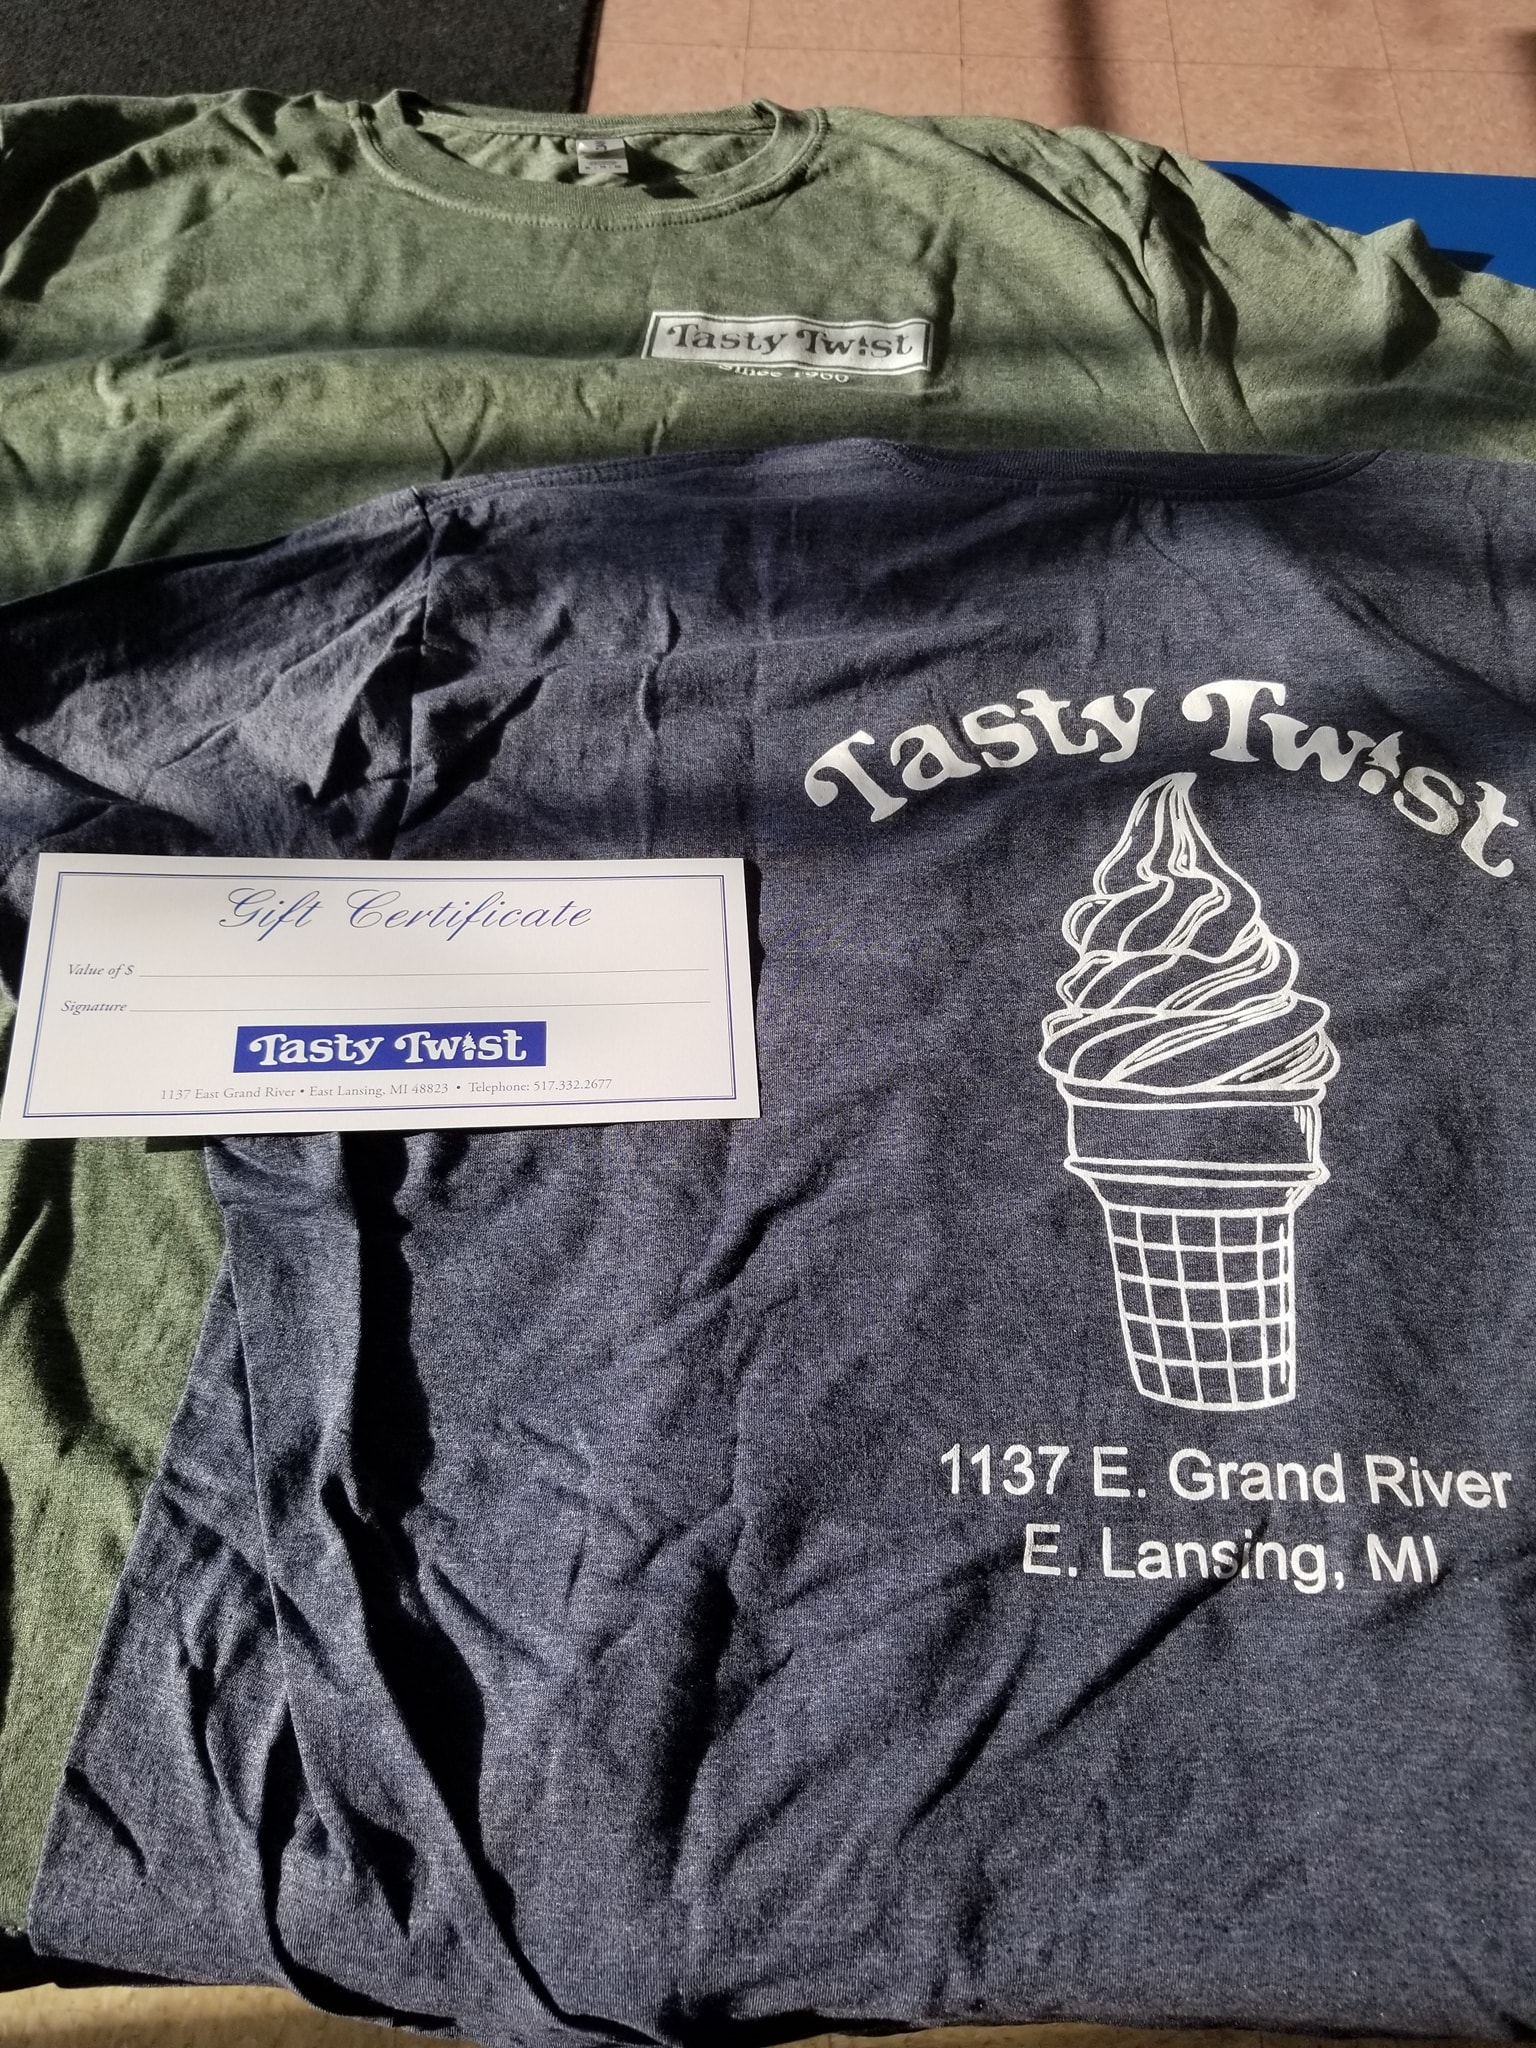 Tasty Twist
Since 1960
Tasty Twist
Gift Certificate
Value of $
Signature
Tasty Twist
1137 East Grand River • East Lansing, MI 48823 • Telephone: 517.332.2677
1137 E. Grand River
E. Lansing, MI